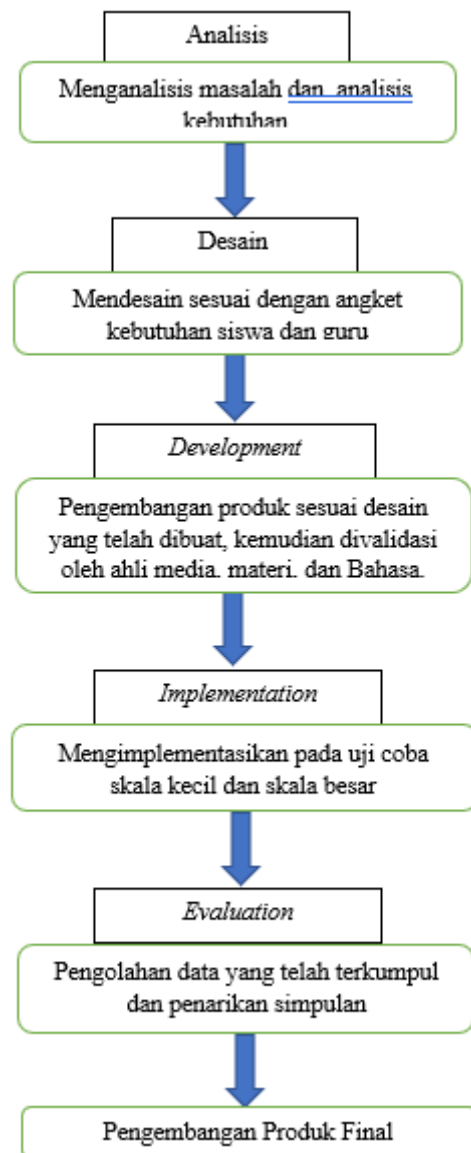 Analisis
Menganalisis masalah dan analisis
kebutuhan
Desain
Mendesain sesuai dengan angket
kebutuhan siswa dan guru
Development
Pengembangan produk sesuai desain
yang telah dibuat, kemudian divalidasi
oleh ahli media. materi. dan Bahasa.
Implementation
Mengimplementasikan pada uji coba
skala kecil dan skala besar
Evaluation
Pengolahan data yang telah terkumpul
dan penarikan simpulan
Pengembangan Produk Final